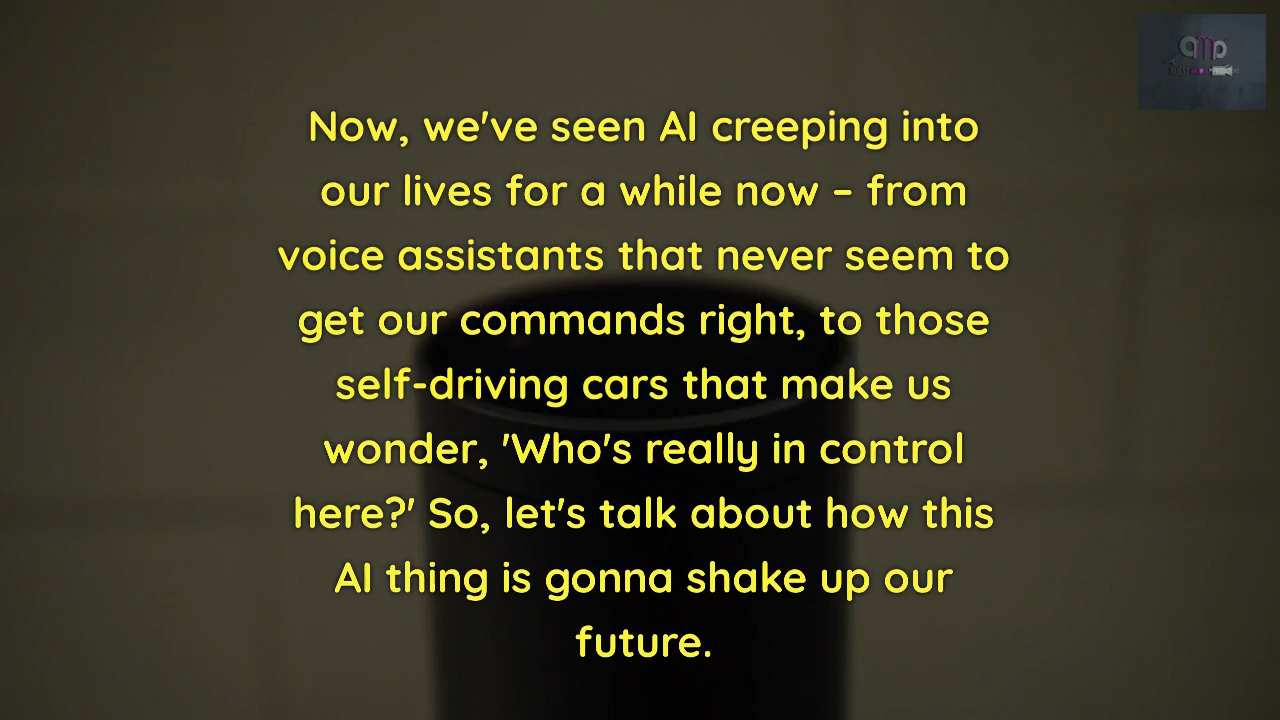 amp
Now, we've seen AI creeping into
our lives for a while now – from
voice assistants that never seem to
get our commands right, to those
self-driving cars that make us
wonder, 'Who's really in control
here?' So, let's talk about how this
AI thing is gonna shake up our
future.